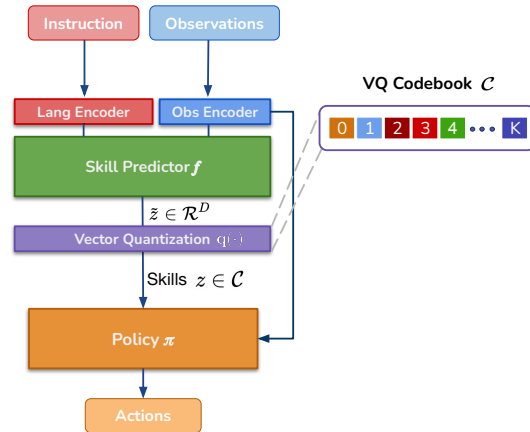 Instruction
Observations
VQ Codebook 𝒞
Lang Encoder
Obs Encoder
0 1 2 3 4 ••• K
Skill Predictor f
z̃ ∈ ℛᴰ
Vector Quantization q(·)
Skills z ∈ 𝒞
Policy π
Actions